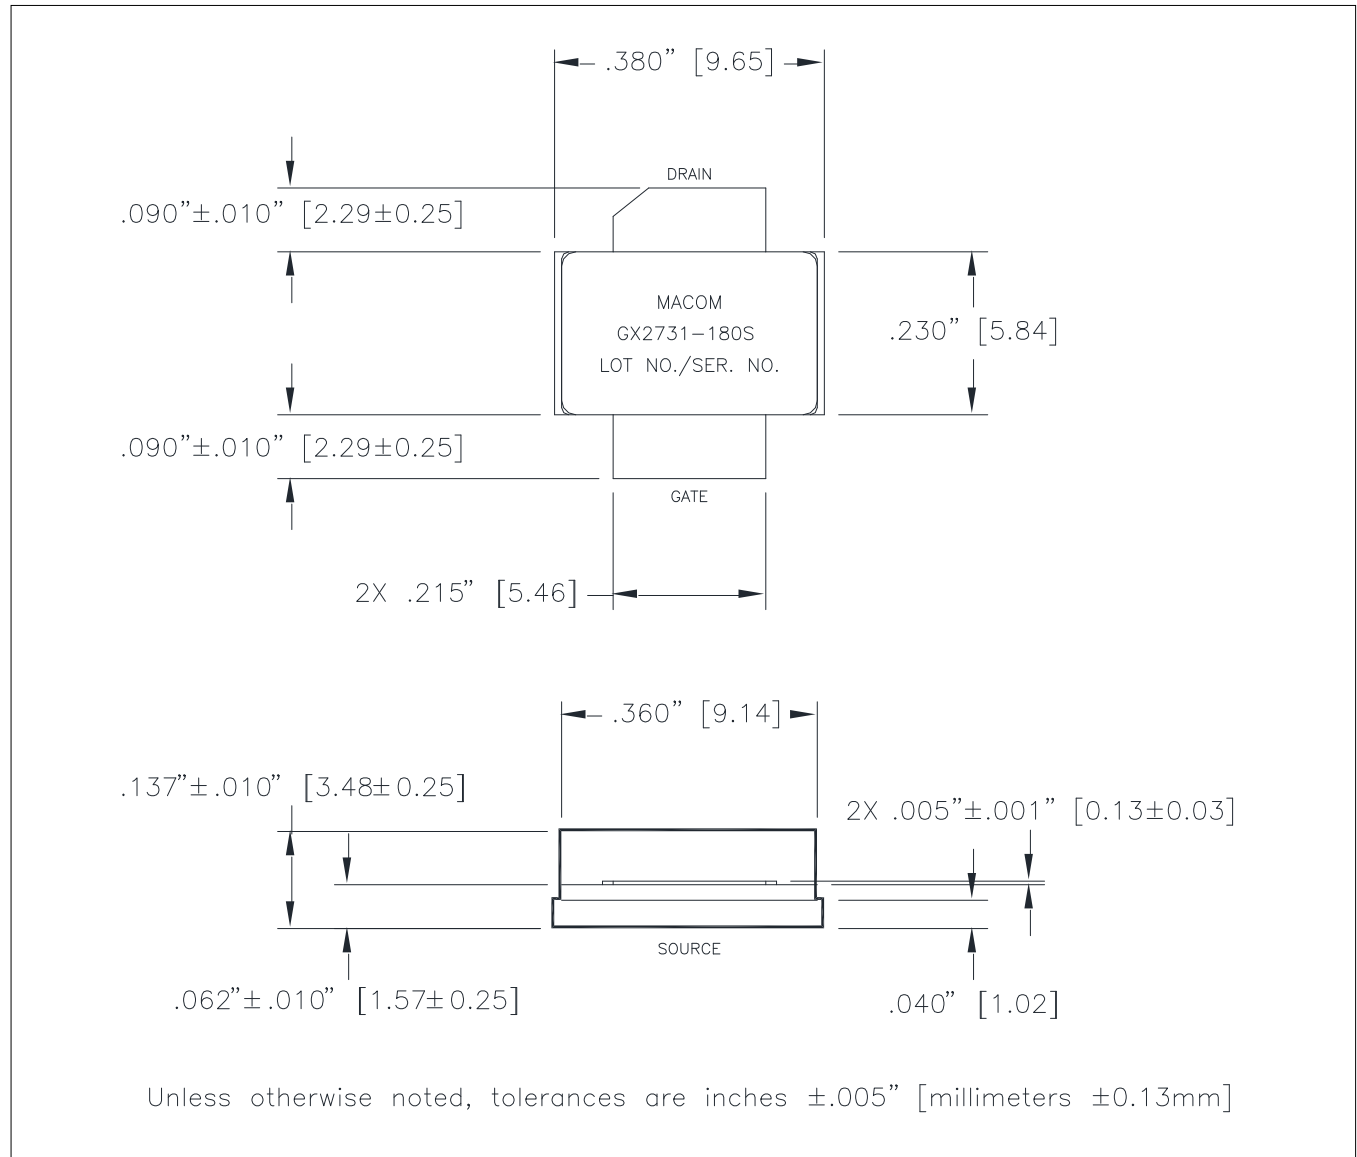 .380” [9.65]
DRAIN
.090”±.010” [2.29±0.25]
MACOM
GX2731-180S
LOT NO./SER. NO.
.230” [5.84]
.090”±.010” [2.29±0.25]
GATE
2X .215” [5.46]
.360” [9.14]
.137”±.010” [3.48±0.25]
2X .005”±.001” [0.13±0.03]
SOURCE
.062”±.010” [1.57±0.25]
.040” [1.02]
Unless otherwise noted, tolerances are inches ±.005” [millimeters ±0.13mm]